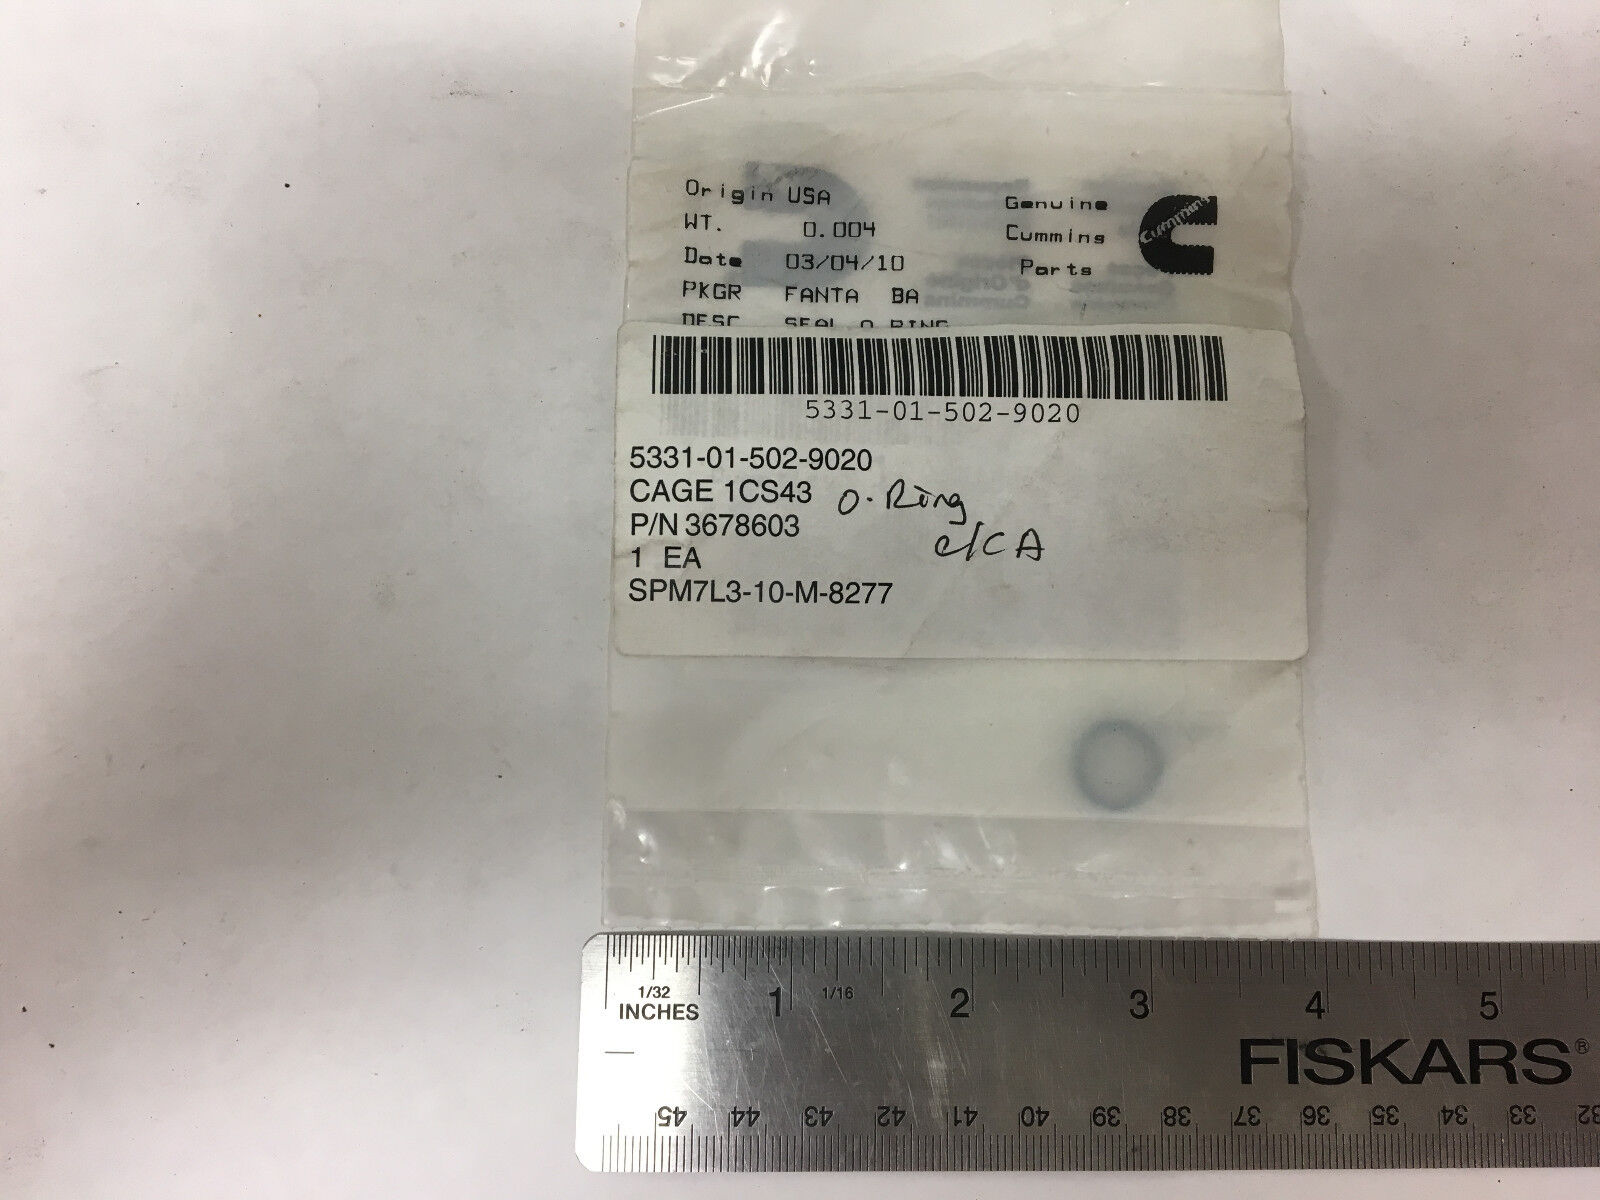 Origin USA
WT. 0.004
Date 03/04/10
PKGR FANTA BA
DESC SEAL O RING
Genuine
Cummins
Parts
Cummins
5331-01-502-9020
5331-01-502-9020
CAGE 1CS43
O-Ring
P/N 3678603
c/c A
1 EA
SPM7L3-10-M-8277
1/32
INCHES
1 1/16 2 3 4 5
FISKARS®
45 44 43 42 41 40 39 38 37 36 35 34 33 32